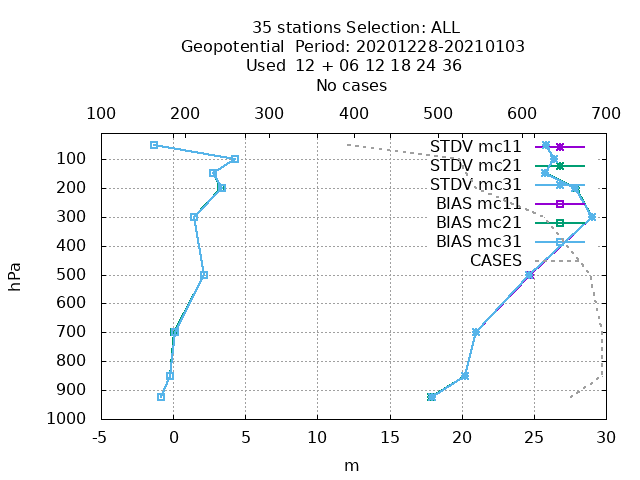 35 stations Selection: ALL
Geopotential  Period: 20201228-20210103
Used  12 + 06 12 18 24 36
No cases
100 200 300 400 500 600 700
STDV mc11
STDV mc21
STDV mc31
BIAS mc11
BIAS mc21
BIAS mc31
CASES
100
200
300
400
500
600
700
800
900
1000
hPa
-5 0 5 10 15 20 25 30
m